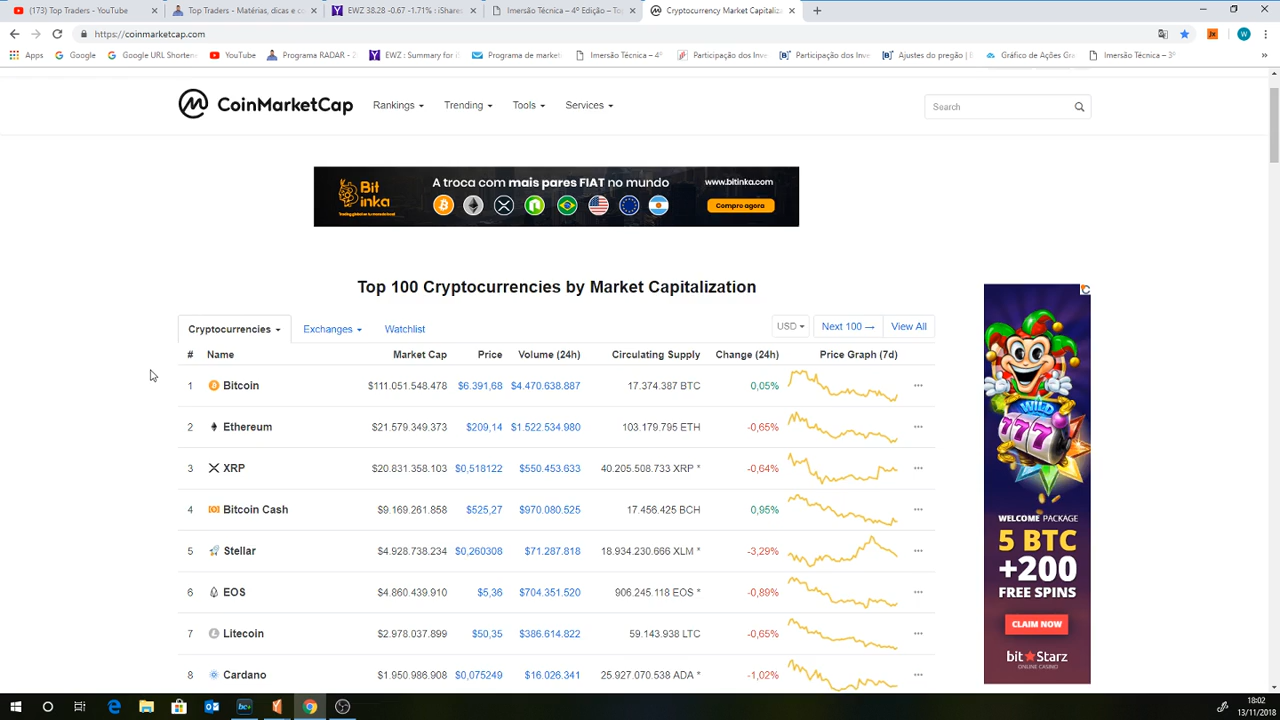 (173) Top Traders - YouTube
Top Traders - Matérias, dicas e co
EWZ 38.28 -0.67 -1.71% : iShares
Imersão Técnica – 4º Edição – To
Cryptocurrency Market Capitaliz
https://coinmarketcap.com
Apps
Google
Google URL Shorten
YouTube
Programa RADAR - 2
EWZ : Summary for i
Programa de market
Imersão Técnica – 4º
Participação dos Inve
Participação dos Inve
Ajustes do pregão |
Gráfico de Ações Gra
Imersão Técnica – 3º
»
CoinMarketCap
Rankings
Trending
Tools
Services
Search
Bit inka
A troca com mais pares FIAT no mundo
www.bitinka.com
Compro agora
Top 100 Cryptocurrencies by Market Capitalization
Cryptocurrencies
Exchanges
Watchlist
USD
Next 100 →
View All
# Name Market Cap Price Volume (24h) Circulating Supply Change (24h) Price Graph (7d)
1 Bitcoin $111.051.548.478 $6.391,68 $4.470.638.887 17.374.387 BTC 0,05%
2 Ethereum $21.579.349.373 $209,14 $1.522.534.980 103.179.795 ETH -0,65%
3 XRP $20.831.358.103 $0,518122 $550.453.633 40.205.508.733 XRP * -0,64%
4 Bitcoin Cash $9.169.261.858 $525,27 $970.080.525 17.456.425 BCH 0,95%
5 Stellar $4.928.738.234 $0,260308 $71.287.818 18.934.230.666 XLM * -3,29%
6 EOS $4.860.439.910 $5,36 $704.351.520 906.245.118 EOS * -0,89%
7 Litecoin $2.978.037.899 $50,35 $386.614.822 59.143.938 LTC -0,65%
8 Cardano $1.950.989.908 $0,075249 $16.026.341 25.927.070.538 ADA * -1,02%
WILD
777
WELCOME PACKAGE
5 BTC
+200
FREE SPINS
CLAIM NOW
bitStarz
ONLINE CASINO
18:02
13/11/2018